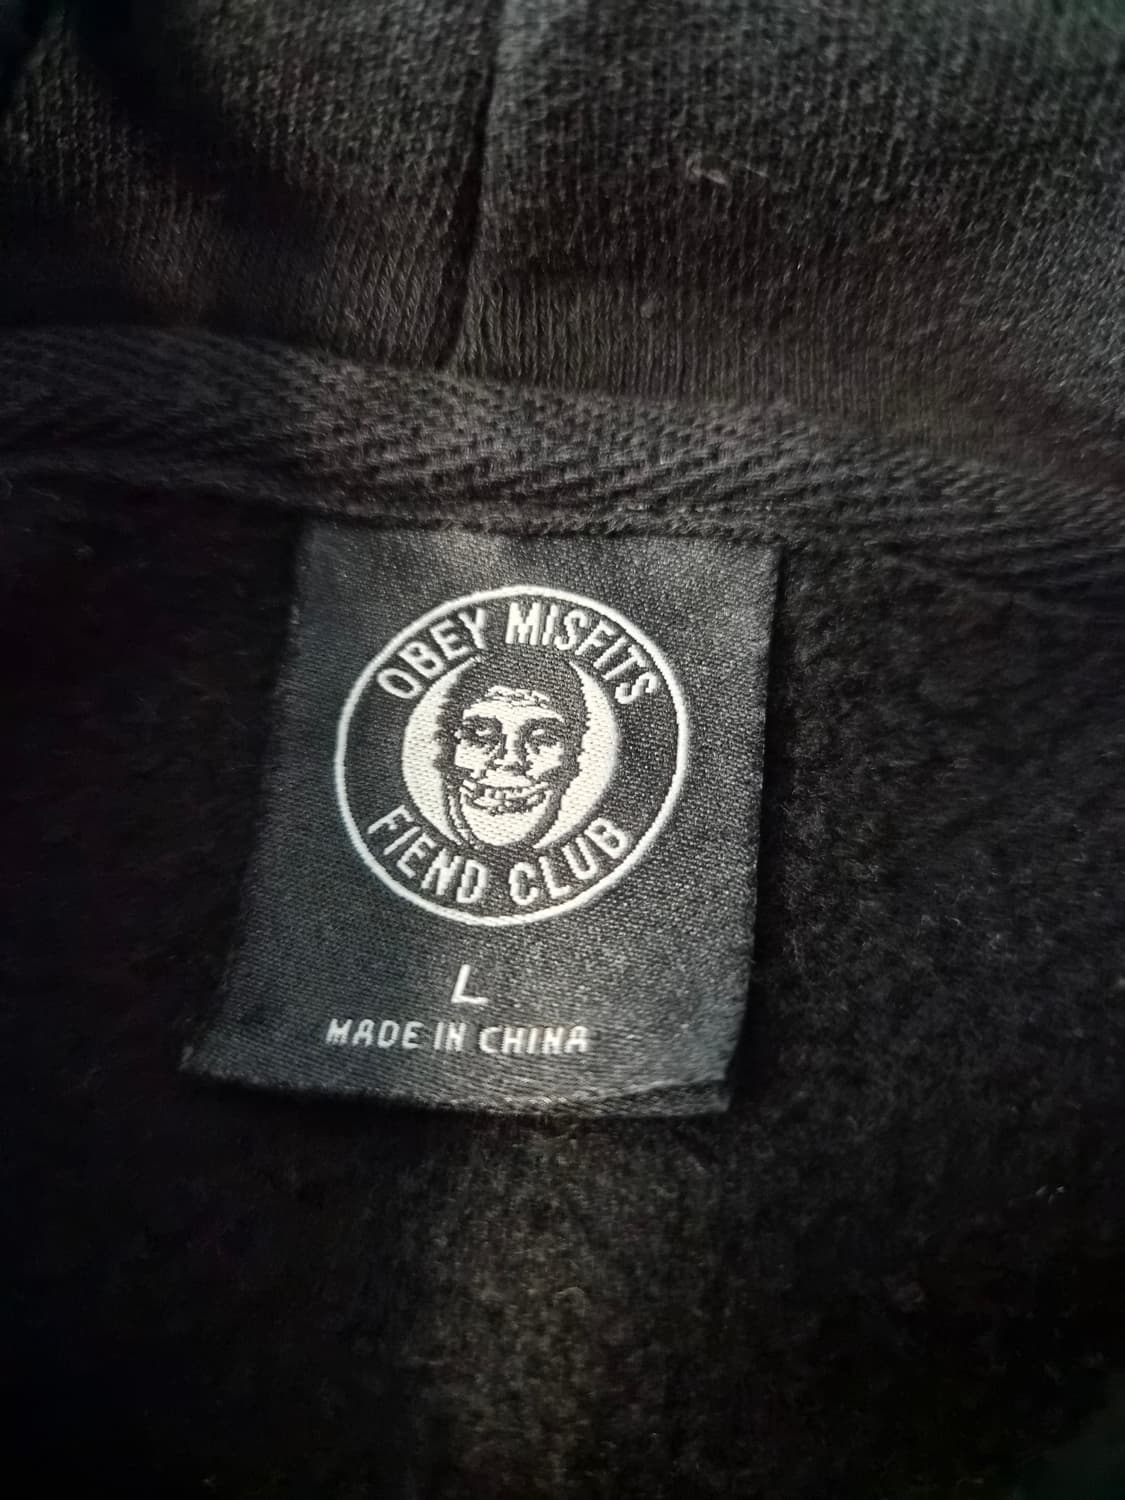 OBEY MISFITS
FIEND CLUB
L
MADE IN CHINA